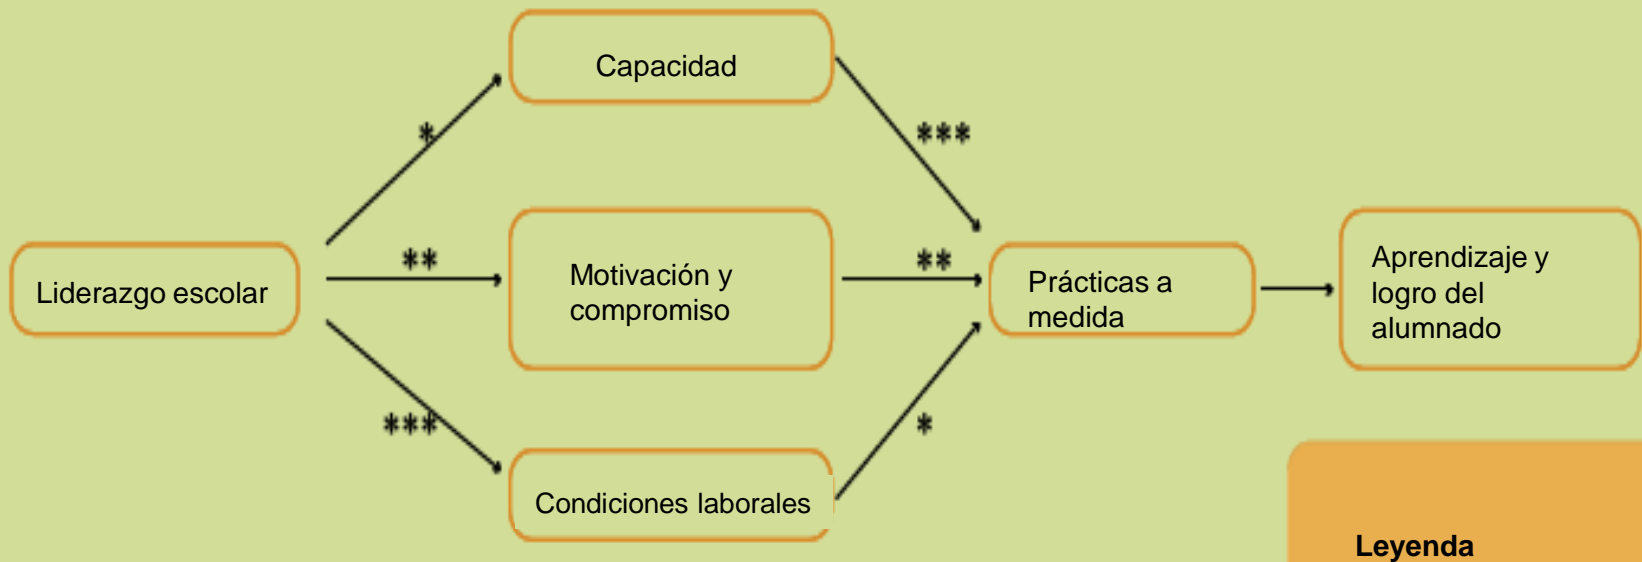 Capacidad
*
***
Liderazgo escolar
**
Motivación y
compromiso
**
Prácticas a
medida
Aprendizaje y
logro del
alumnado
***
*
Condiciones laborales
Leyenda